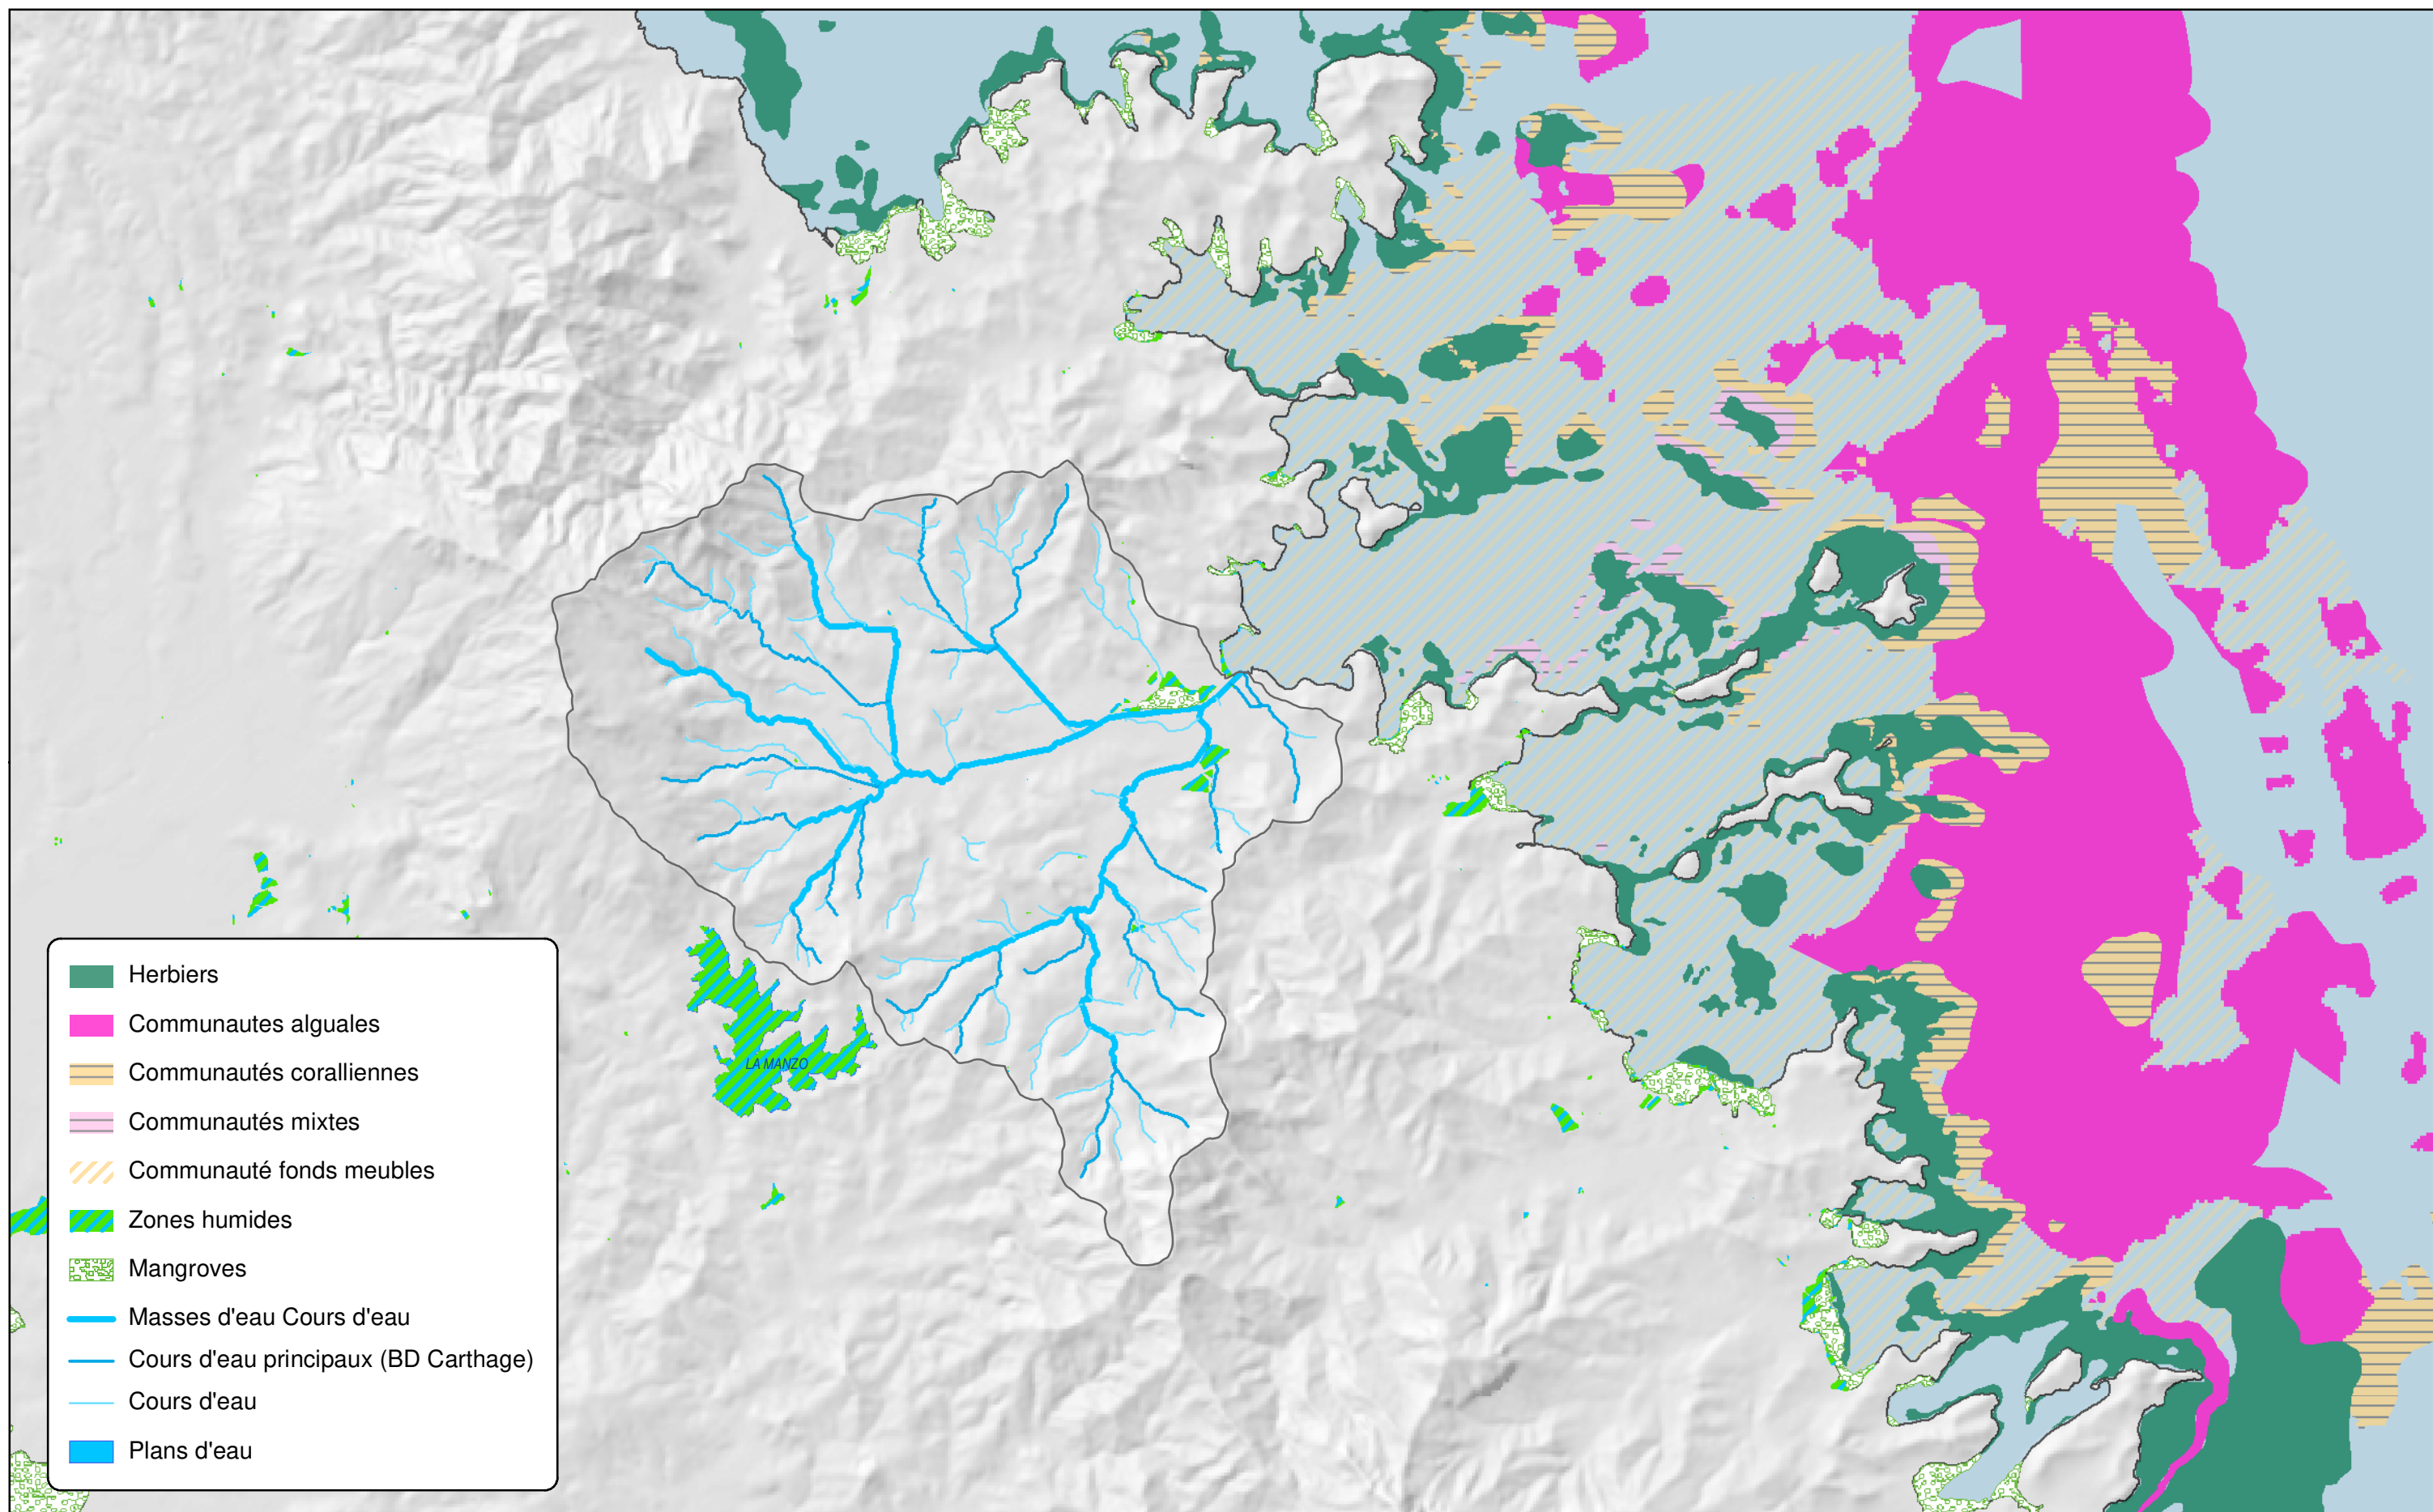 LA MANZO
Herbiers
Communautes alguales
Communautés coralliennes
Communautés mixtes
Communauté fonds meubles
Zones humides
Mangroves
Masses d'eau Cours d'eau
Cours d'eau principaux (BD Carthage)
Cours d'eau
Plans d'eau